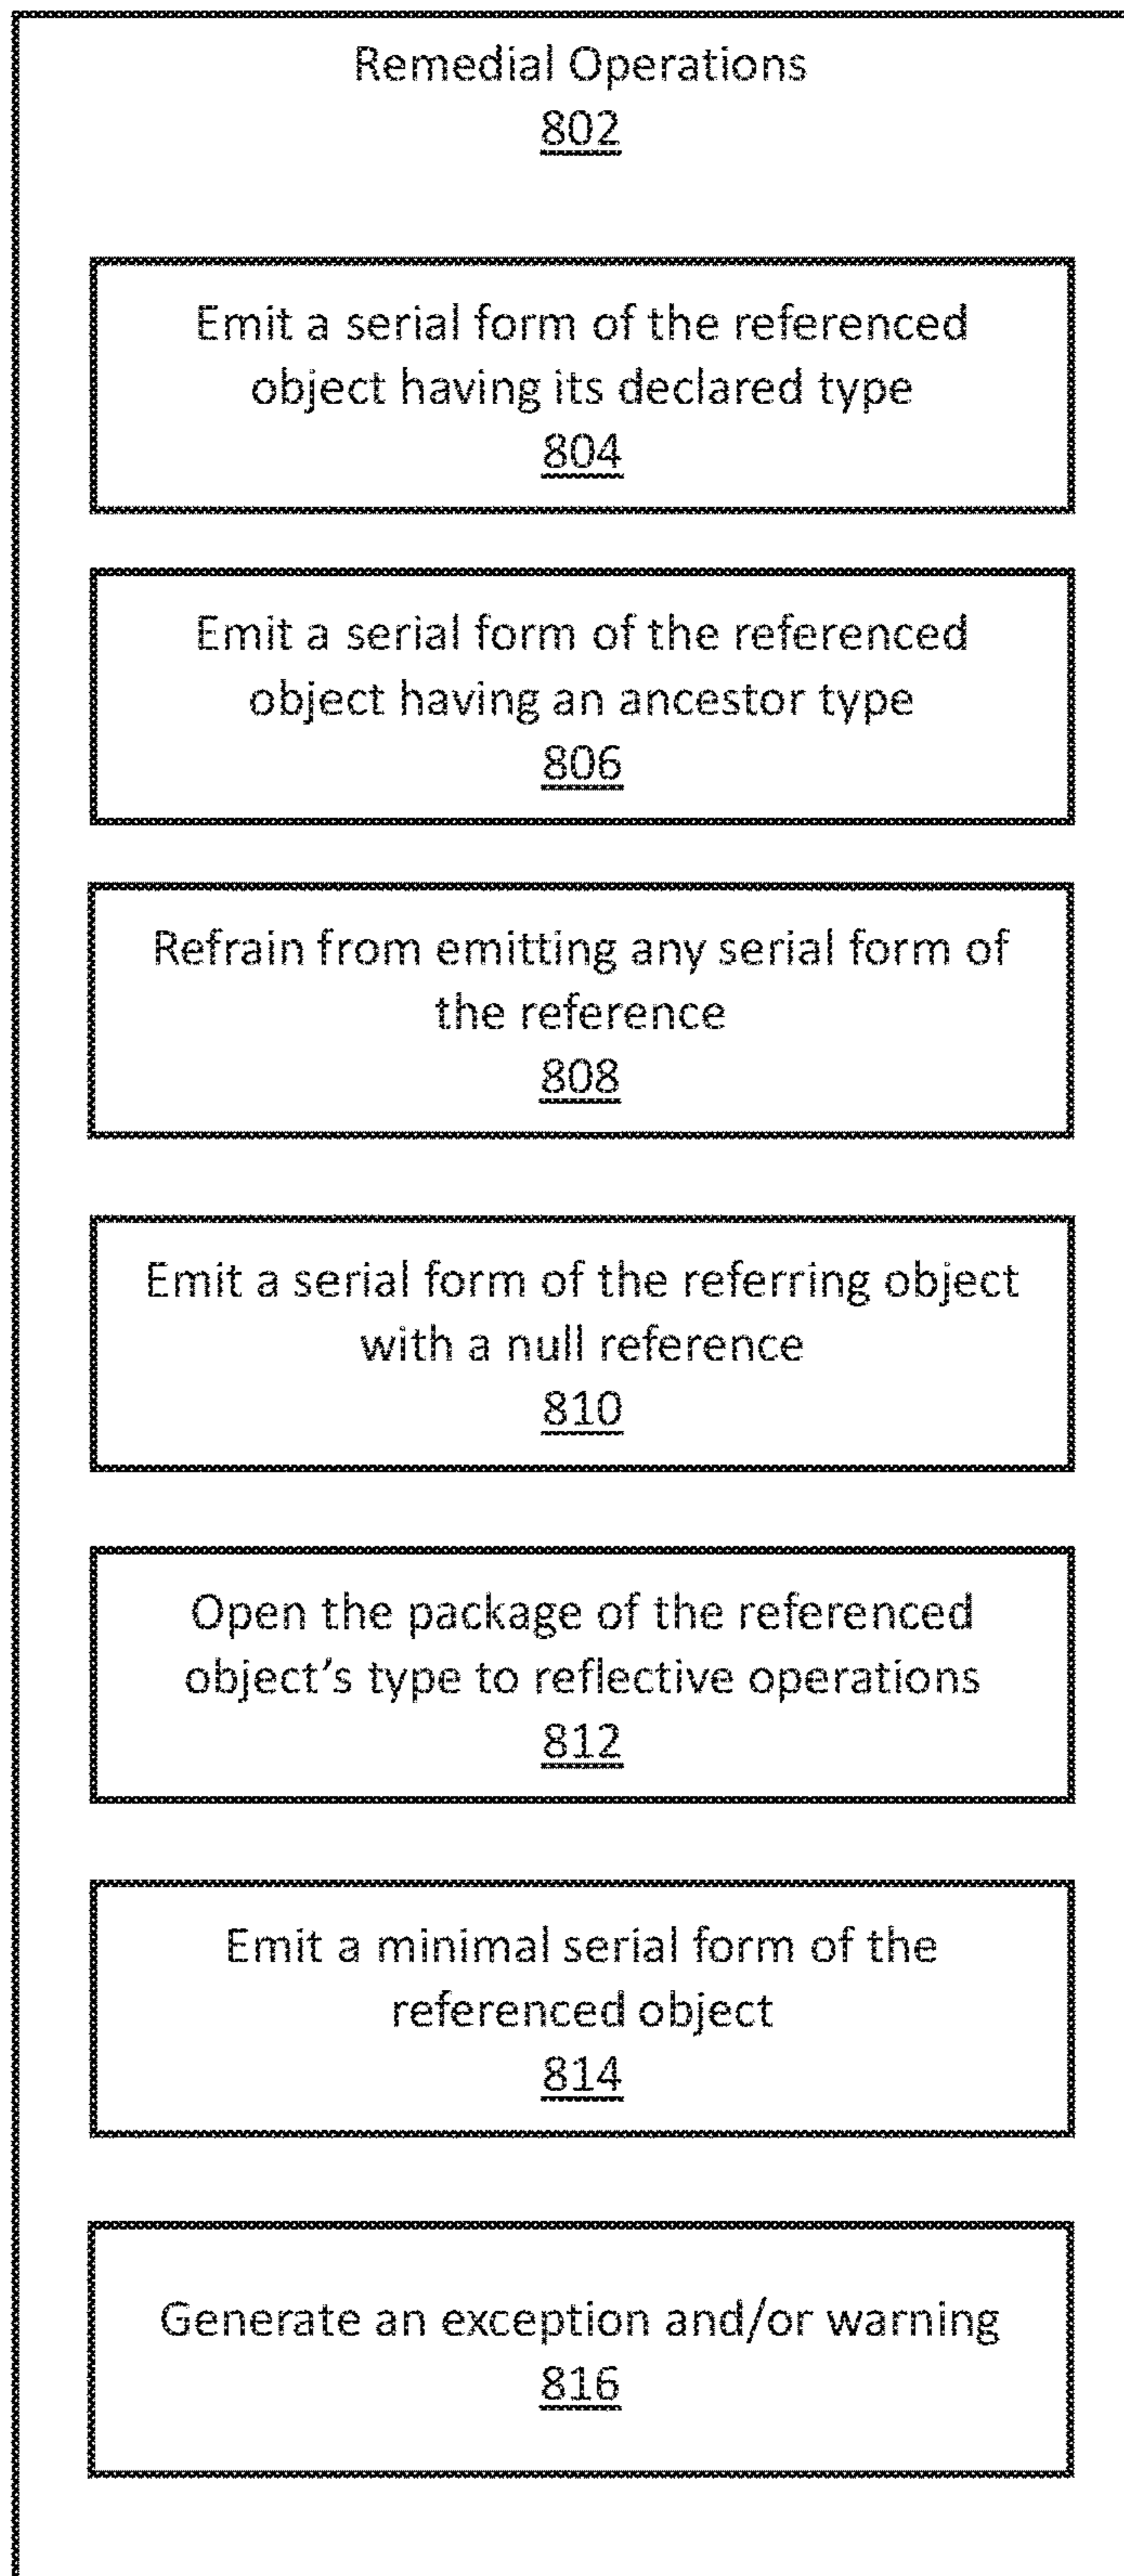 Remedial Operations
802
Emit a serial form of the referenced
object having its declared type
804
Emit a serial form of the referenced
object having an ancestor type
806
Refrain from emitting any serial form of
the reference
808
Emit a serial form of the referring object
with a null reference
810
Open the package of the referenced
object’s type to reflective operations
812
Emit a minimal serial form of the
referenced object
814
Generate an exception and/or warning
816